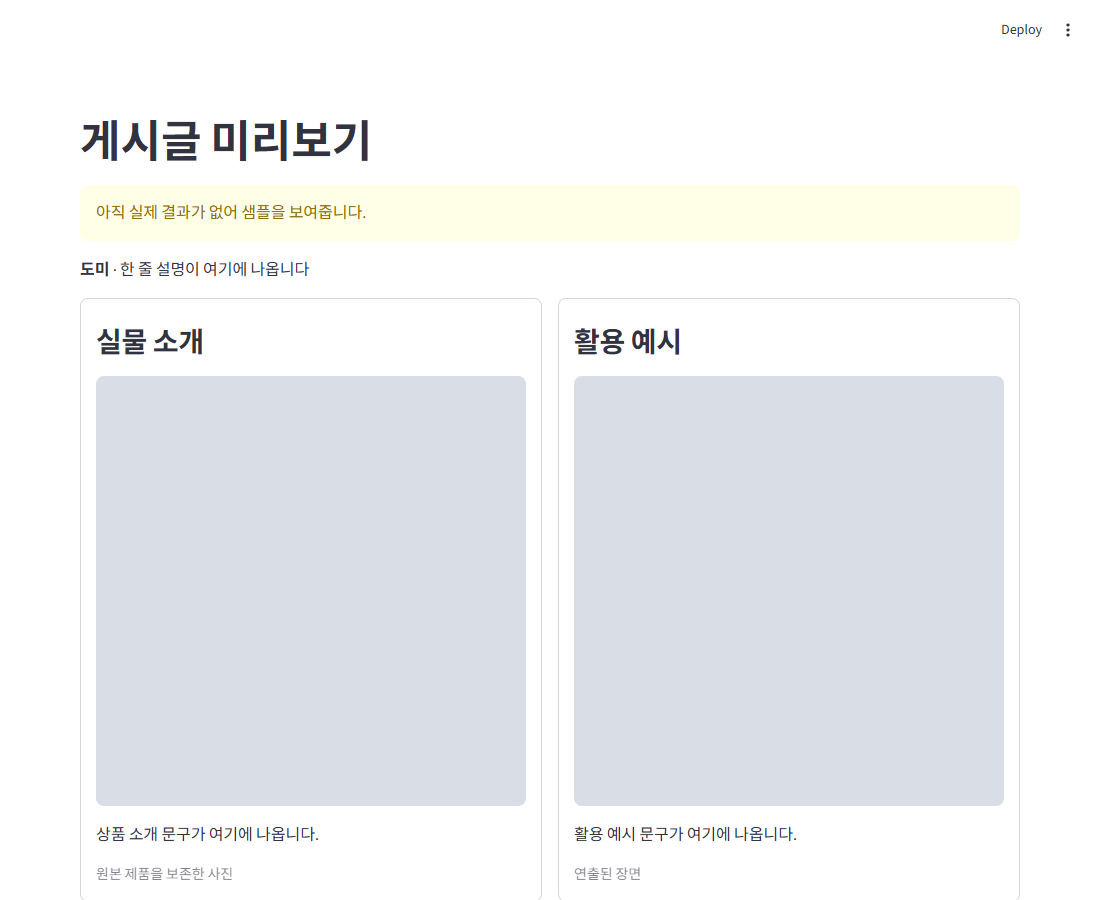 Deploy
게시글 미리보기
아직 실제 결과가 없어 샘플을 보여줍니다.
도미 · 한 줄 설명이 여기에 나옵니다
실물 소개
상품 소개 문구가 여기에 나옵니다.
원본 제품을 보존한 사진
활용 예시
활용 예시 문구가 여기에 나옵니다.
연출된 장면